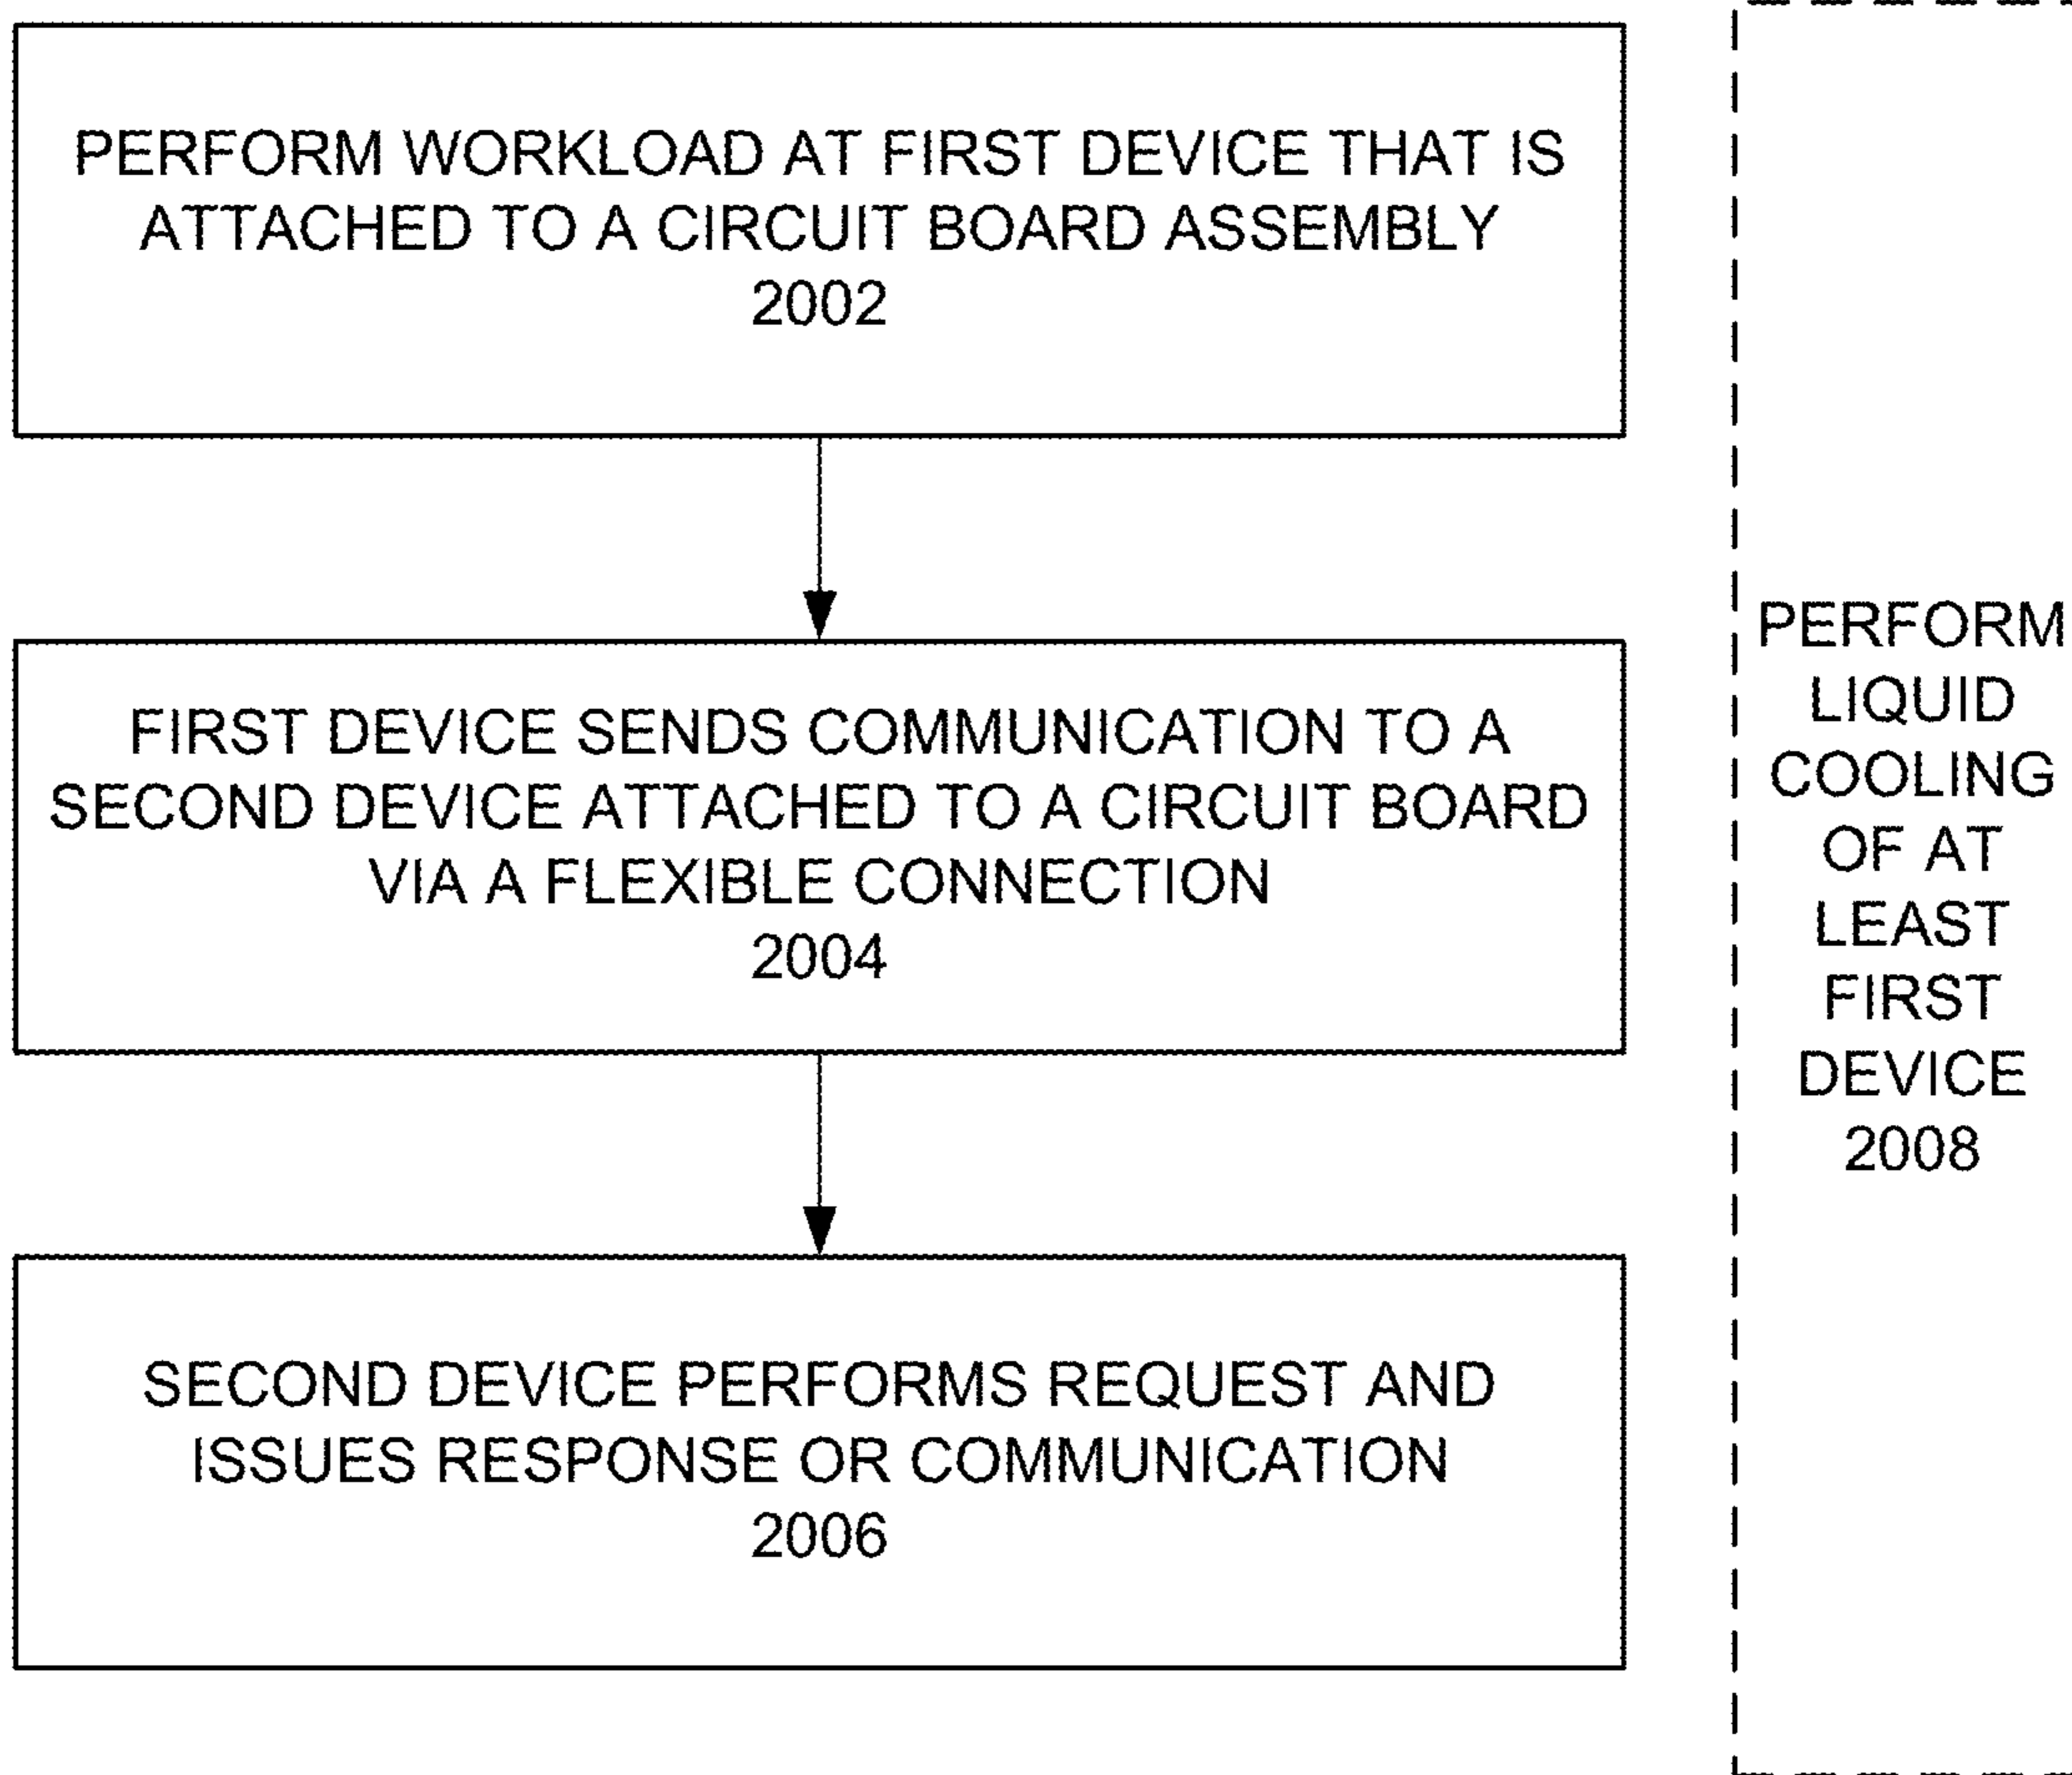 PERFORM WORKLOAD AT FIRST DEVICE THAT IS
ATTACHED TO A CIRCUIT BOARD ASSEMBLY
2002
FIRST DEVICE SENDS COMMUNICATION TO A
SECOND DEVICE ATTACHED TO A CIRCUIT BOARD
VIA A FLEXIBLE CONNECTION
2004
SECOND DEVICE PERFORMS REQUEST AND
ISSUES RESPONSE OR COMMUNICATION
2006
PERFORM
LIQUID
COOLING
OF AT
LEAST
FIRST
DEVICE
2008